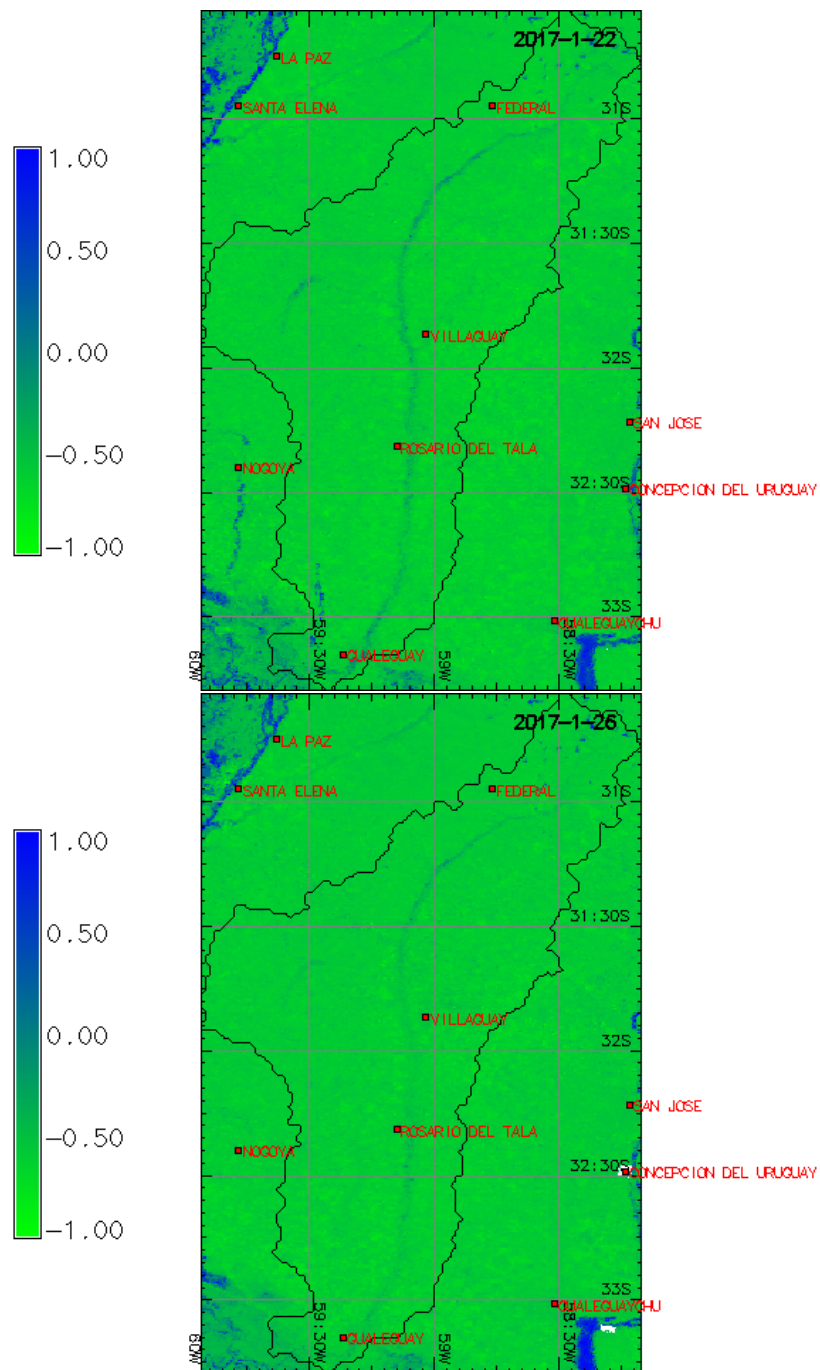 2017-1-22
LA PAZ
SANTA ELENA
FEDERAL
31S
1.00
0.50
0.00
-0.50
-1.00
31:30S
VILLAGUAY
32S
SAN JOSE
ROSARIO DEL TALA
NOGOYA
32:30S
CONCEPCION DEL URUGUAY
33S
GUALEGUAYCHU
GUALEGUAY
60W
59:30W
59W
58:30W
2017-1-26
LA PAZ
SANTA ELENA
FEDERAL
31S
1.00
0.50
0.00
-0.50
-1.00
31:30S
VILLAGUAY
32S
SAN JOSE
ROSARIO DEL TALA
NOGOYA
32:30S
CONCEPCION DEL URUGUAY
33S
GUALEGUAYCHU
GUALEGUAY
60W
59:30W
59W
58:30W